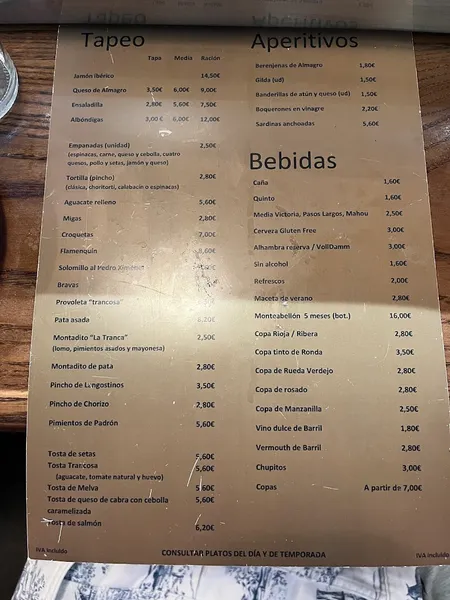 Tapeo
Tapa Media Ración
Jamón ibérico 14,50€
Queso de Almagro 3,50€ 6,00€ 9,00€
Ensaladilla 2,80€ 5,60€ 7,50€
Albóndigas 3,00€ 6,00€ 12,00€
Empanadas (unidad) 2,50€
(espinacas, carne, queso y cebolla, cuatro
quesos, pollo y setas, jamón y queso)
Tortilla (pincho) 2,80€
(clásica, choritorti, calabacín o espinacas)
Aguacate relleno 5,60€
Migas 2,80€
Croquetas 7,00€
Flamenquín
Solomillo al Pedro Ximénez
Bravas
Provoleta "trancosa"
Pata asada 6,20€
Montadito "La Tranca" 2,50€
(lomo, pimientos asados y mayonesa)
Montadito de pata 2,80€
Pincho de Langostinos 3,50€
Pincho de Chorizo 2,80€
Pimientos de Padrón 5,60€
Tosta de setas 5,60€
Tosta Trancosa 5,60€
(aguacate, tomate natural y huevo)
Tosta de Melva 5,60€
Tosta de queso de cabra con cebolla 5,60€
caramelizada
Tosta de salmón 6,20€
IVA Incluido
Aperitivos
Berenjenas de Almagro 1,80€
Gilda (ud) 1,50€
Banderillas de atún y queso (ud) 1,50€
Boquerones en vinagre 2,20€
Sardinas anchoadas 5,60€
Bebidas
Caña 1,60€
Quinto 1,60€
Media Victoria, Pasos Largos, Mahou 2,50€
Cerveza Gluten Free 3,00€
Alhambra reserva / VollDamm 3,00€
Sin alcohol 1,60€
Refrescos 2,00€
Maceta de verano 2,80€
Monteabellón 5 meses (bot.) 16,00€
Copa Rioja / Ribera 2,80€
Copa tinto de Ronda 3,50€
Copa de Rueda Verdejo 2,80€
Copa de rosado 2,80€
Copa de Manzanilla 2,50€
Vino dulce de Barril 1,80€
Vermouth de Barril 2,80€
Chupitos 3,00€
Copas A partir de 7,00€
CONSULTAR PLATOS DEL DÍA Y DE TEMPORADA
IVA Incluido